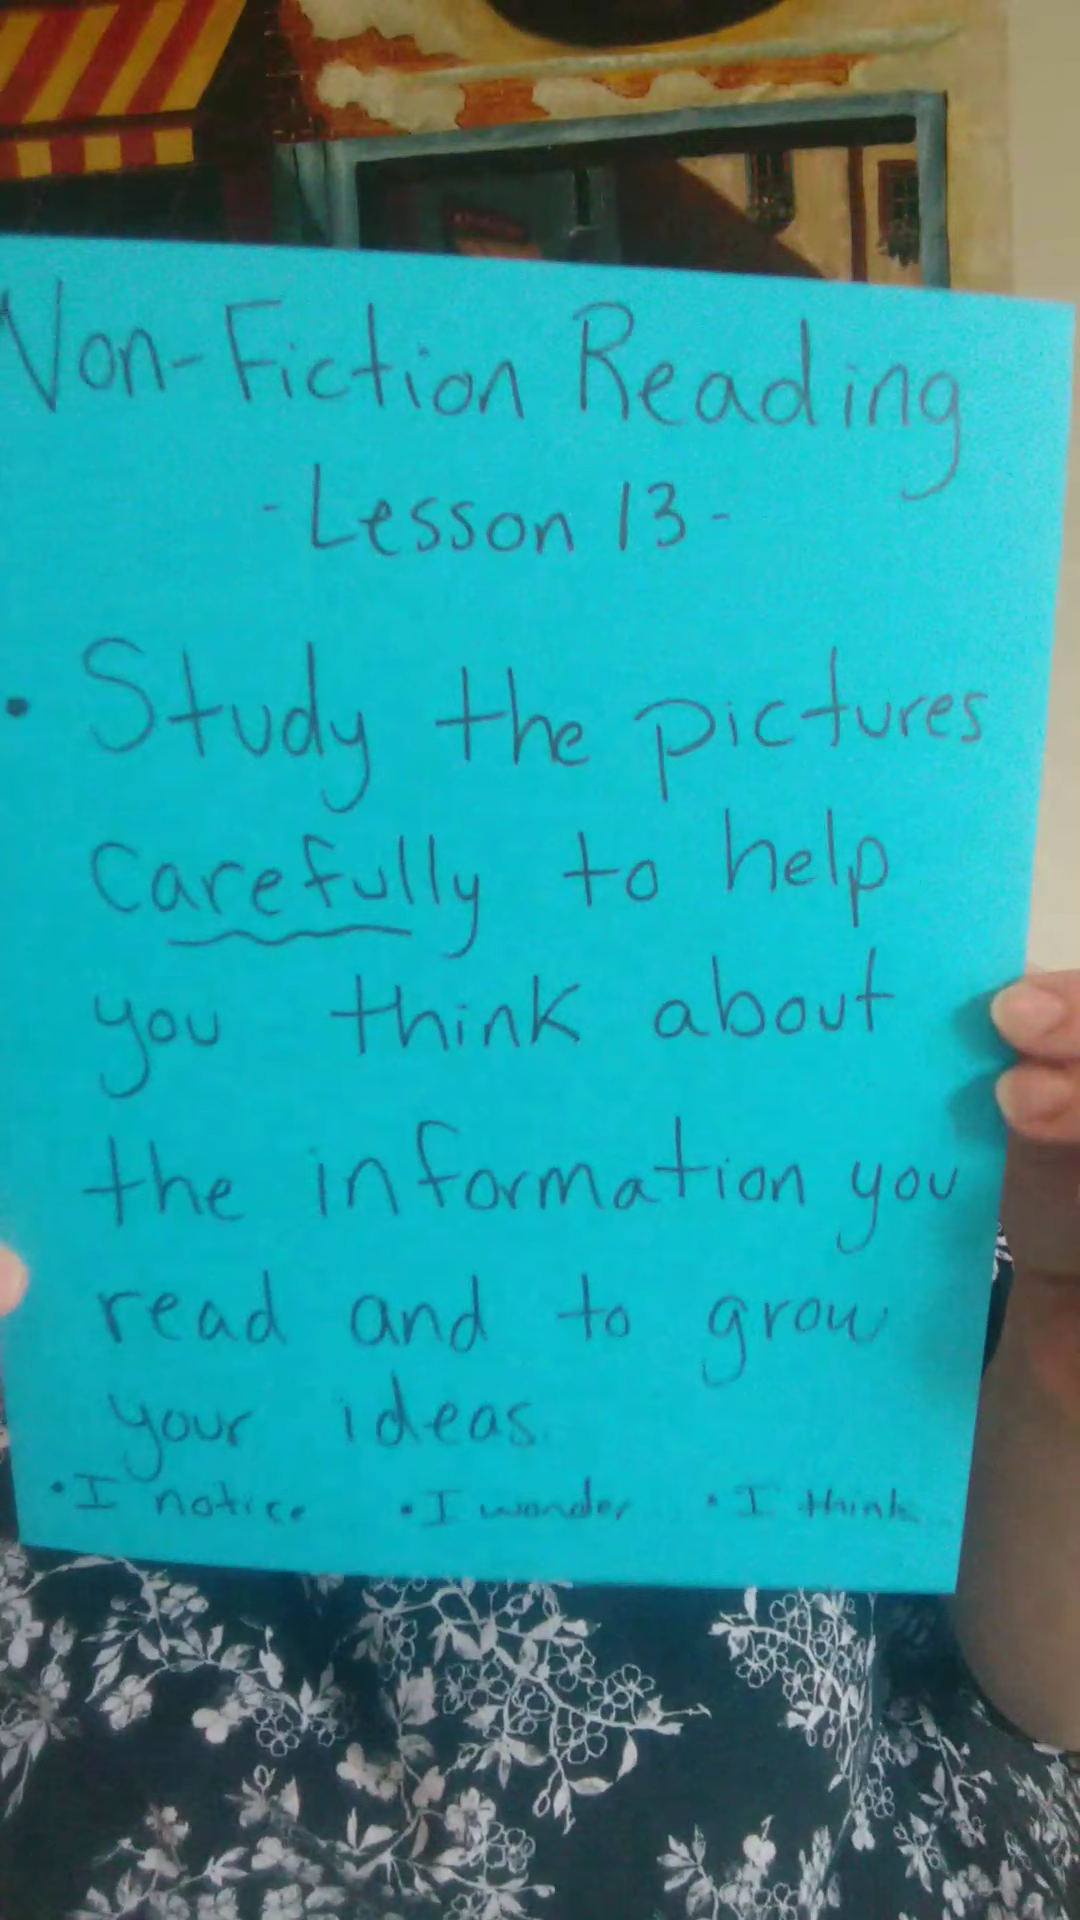 Non-Fiction Reading
-Lesson 13-
• Study the pictures
carefully to help
you think about
the information you
read and to grow
your ideas.
• I notice • I wonder... • I think...